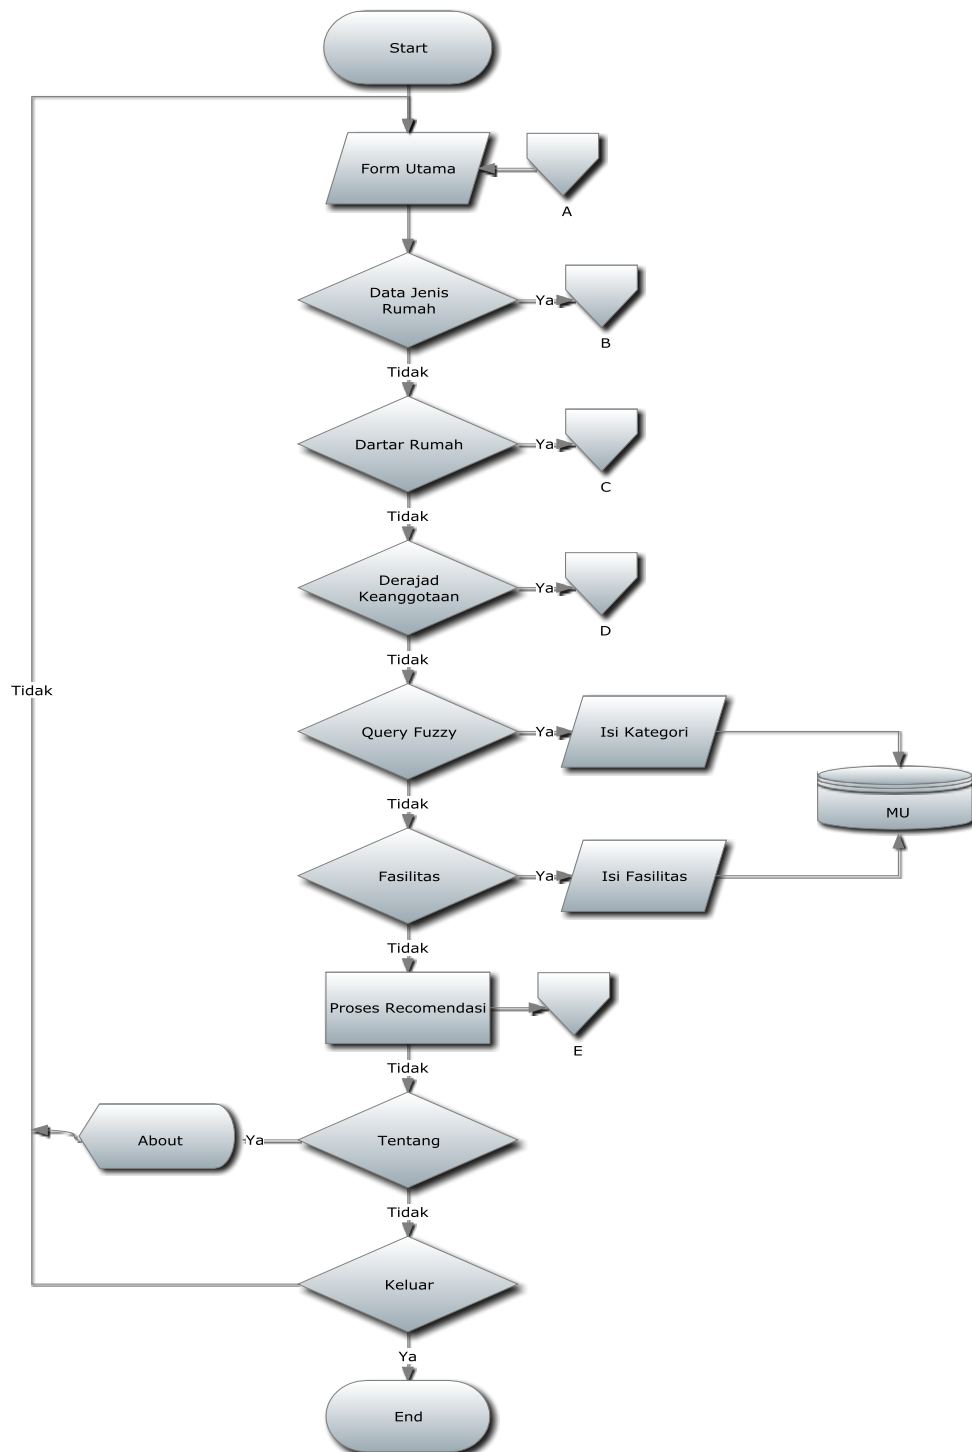 Start
Form Utama
A
Data Jenis
Rumah
Ya
B
Tidak
Dartar Rumah
Ya
C
Tidak
Derajad
Keanggotaan
Ya
D
Tidak
Tidak
Query Fuzzy
Ya
Isi Kategori
MU
Tidak
Fasilitas
Ya
Isi Fasilitas
Tidak
Proses Recomendasi
E
Tidak
About
Ya
Tentang
Tidak
Keluar
Ya
End